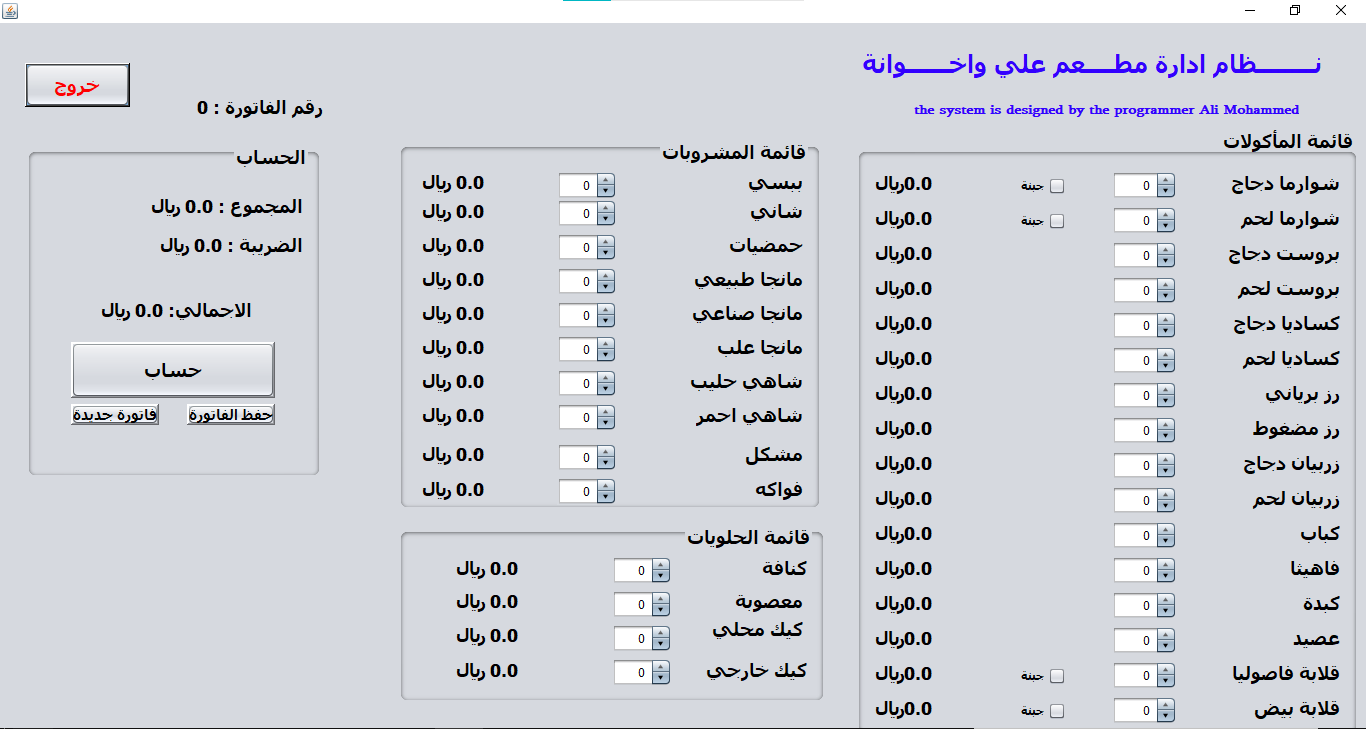 نـــــــظام ادارة مطــــعم علي واخـــــوانة
the system is designed by the programmer Ali Mohammed
خروج
رقم الفاتورة : 0
قائمة المأكولات
شوارما دجاج 0 جبنة 0.0ريال
شوارما لحم 0 جبنة 0.0ريال
بروست دجاج 0 0.0ريال
بروست لحم 0 0.0ريال
كساديا دجاج 0 0.0ريال
كساديا لحم 0 0.0ريال
رز برياني 0 0.0ريال
رز مضغوط 0 0.0ريال
زربيان دجاج 0 0.0ريال
زربيان لحم 0 0.0ريال
كباب 0 0.0ريال
فاهيثا 0 0.0ريال
كبدة 0 0.0ريال
عصيد 0 0.0ريال
قلابة فاصوليا 0 جبنة 0.0ريال
قلابة بيض 0 جبنة 0.0ريال
قائمة المشروبات
ببسي 0 0.0 ريال
شاني 0 0.0 ريال
حمضيات 0 0.0 ريال
مانجا طبيعي 0 0.0 ريال
مانجا صناعي 0 0.0 ريال
مانجا علب 0 0.0 ريال
شاهي حليب 0 0.0 ريال
شاهي احمر 0 0.0 ريال
مشكل 0 0.0 ريال
فواكه 0 0.0 ريال
قائمة الحلويات
كنافة 0 0.0 ريال
معصوبة 0 0.0 ريال
كيك محلي 0 0.0 ريال
كيك خارجي 0 0.0 ريال
الحساب
المجموع : 0.0 ريال
الضريبة : 0.0 ريال
الاجمالي: 0.0 ريال
حساب
حفظ الفاتورة
فاتورة جديدة